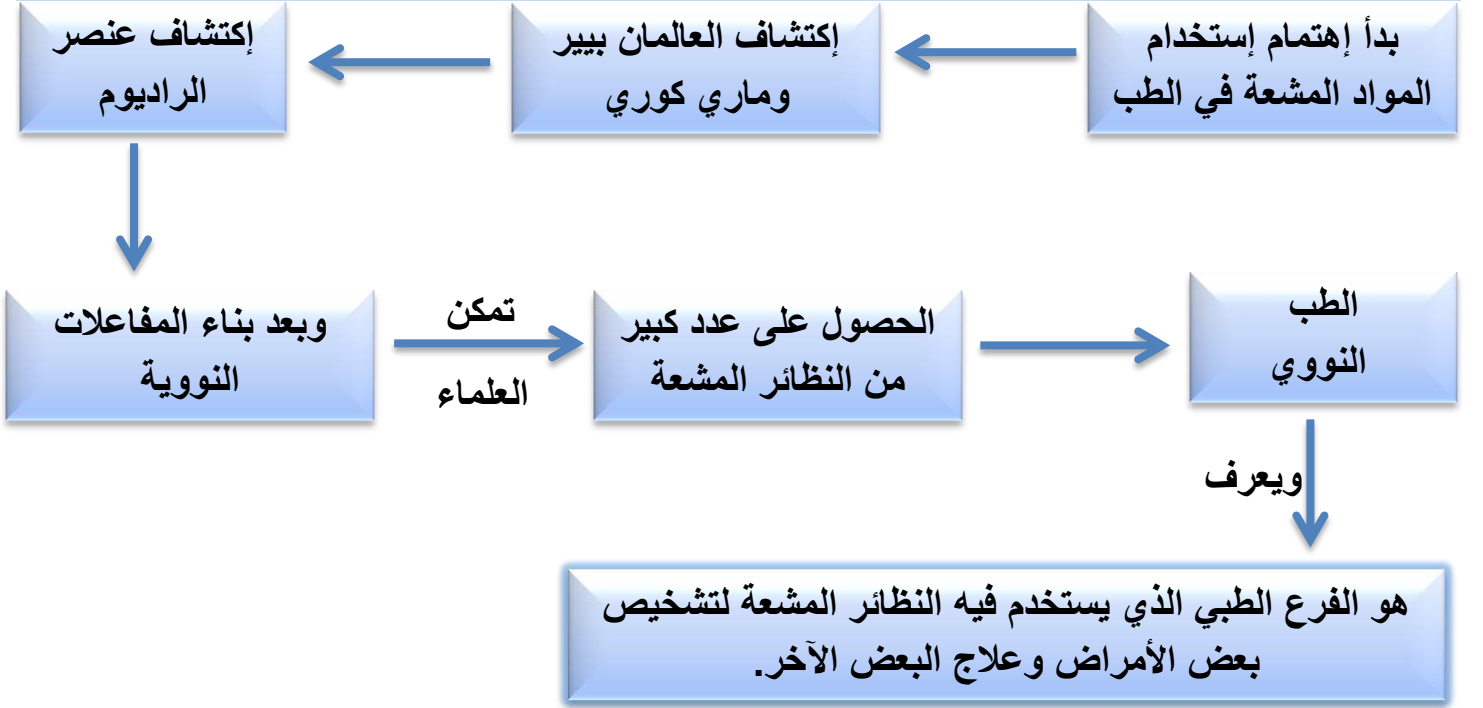 بدأ إهتمام إستخدام
المواد المشعة في الطب
إكتشاف العالمان بيير
وماري كوري
إكتشاف عنصر
الراديوم
وبعد بناء المفاعلات
النووية
تمكن
العلماء
الحصول على عدد كبير
من النظائر المشعة
الطب
النووي
ويعرف
هو الفرع الطبي الذي يستخدم فيه النظائر المشعة لتشخيص
بعض الأمراض وعلاج البعض الآخر.